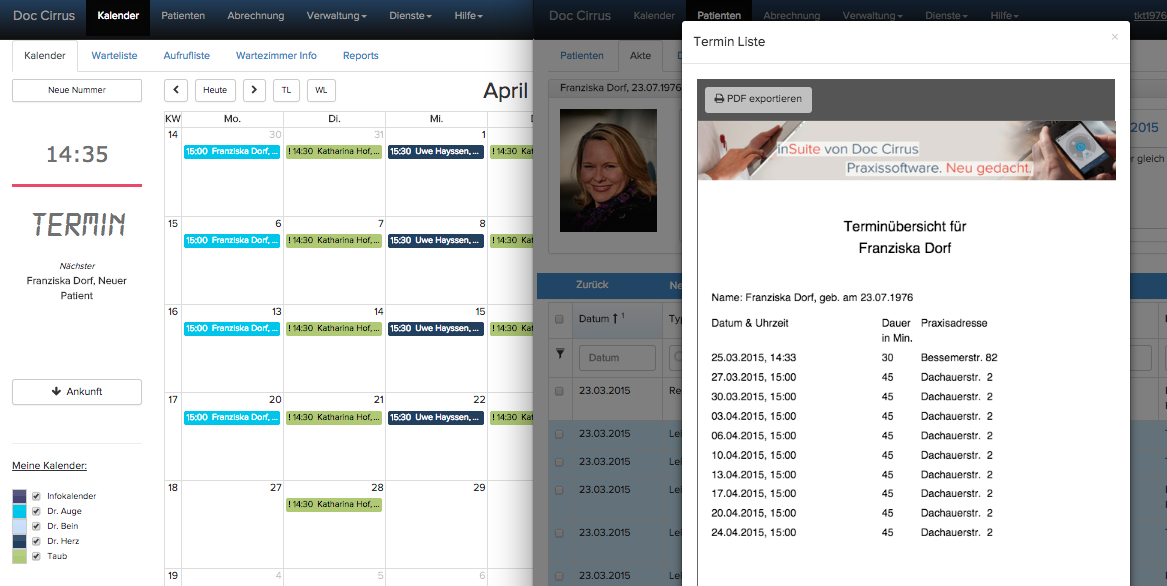 Doc Cirrus Kalender Patienten Abrechnung Verwaltung Dienste Hilfe
Kalender Warteliste Aufrufliste Wartezimmer Info Reports
Neue Nummer
14:35
TERMIN
Nächster
Franziska Dorf, Neuer
Patient
Ankunft
Meine Kalender:
Infokalender
Dr. Auge
Dr. Bein
Dr. Herz
Taub
Heute TL WL April
KW Mo. Di. Mi.
14 30 31 1
15:00 Franziska Dorf, ... ! 14:30 Katharina Hof,... 15:30 Uwe Hayssen, ... ! 14:30 Kat
15 6 7 8
15:00 Franziska Dorf, ... ! 14:30 Katharina Hof,... 15:30 Uwe Hayssen, ... ! 14:30 Kat
16 13 14 15
15:00 Franziska Dorf, ... ! 14:30 Katharina Hof,... 15:30 Uwe Hayssen, ... ! 14:30 Kat
17 20 21 22
15:00 Franziska Dorf, ... ! 14:30 Katharina Hof,... 15:30 Uwe Hayssen, ... ! 14:30 Kat
18 27 28 29
! 14:30 Katharina Hof,...
19 4 5 6
Doc Cirrus Kalender Patienten Abrechnung Verwaltung Dienste Hilfe tkt1976
Patienten Akte
Franziska Dorf, 23.07.1976
2015
er gleich
Zurück Ne
Datum 1 Ty
Datum
23.03.2015 Re
23.03.2015 Lei
23.03.2015 Lei
23.03.2015 Lei
23.03.2015 Lei
23.03.2015 Lei
Termin Liste ×
PDF exportieren
inSuite von Doc Cirrus
Praxissoftware. Neu gedacht.
Terminübersicht für
Franziska Dorf
Name: Franziska Dorf, geb. am 23.07.1976
Datum & Uhrzeit Dauer Praxisadresse
in Min.
25.03.2015, 14:33 30 Bessemerstr. 82
27.03.2015, 15:00 45 Dachauerstr. 2
30.03.2015, 15:00 45 Dachauerstr. 2
03.04.2015, 15:00 45 Dachauerstr. 2
06.04.2015, 15:00 45 Dachauerstr. 2
10.04.2015, 15:00 45 Dachauerstr. 2
13.04.2015, 15:00 45 Dachauerstr. 2
17.04.2015, 15:00 45 Dachauerstr. 2
20.04.2015, 15:00 45 Dachauerstr. 2
24.04.2015, 15:00 45 Dachauerstr. 2